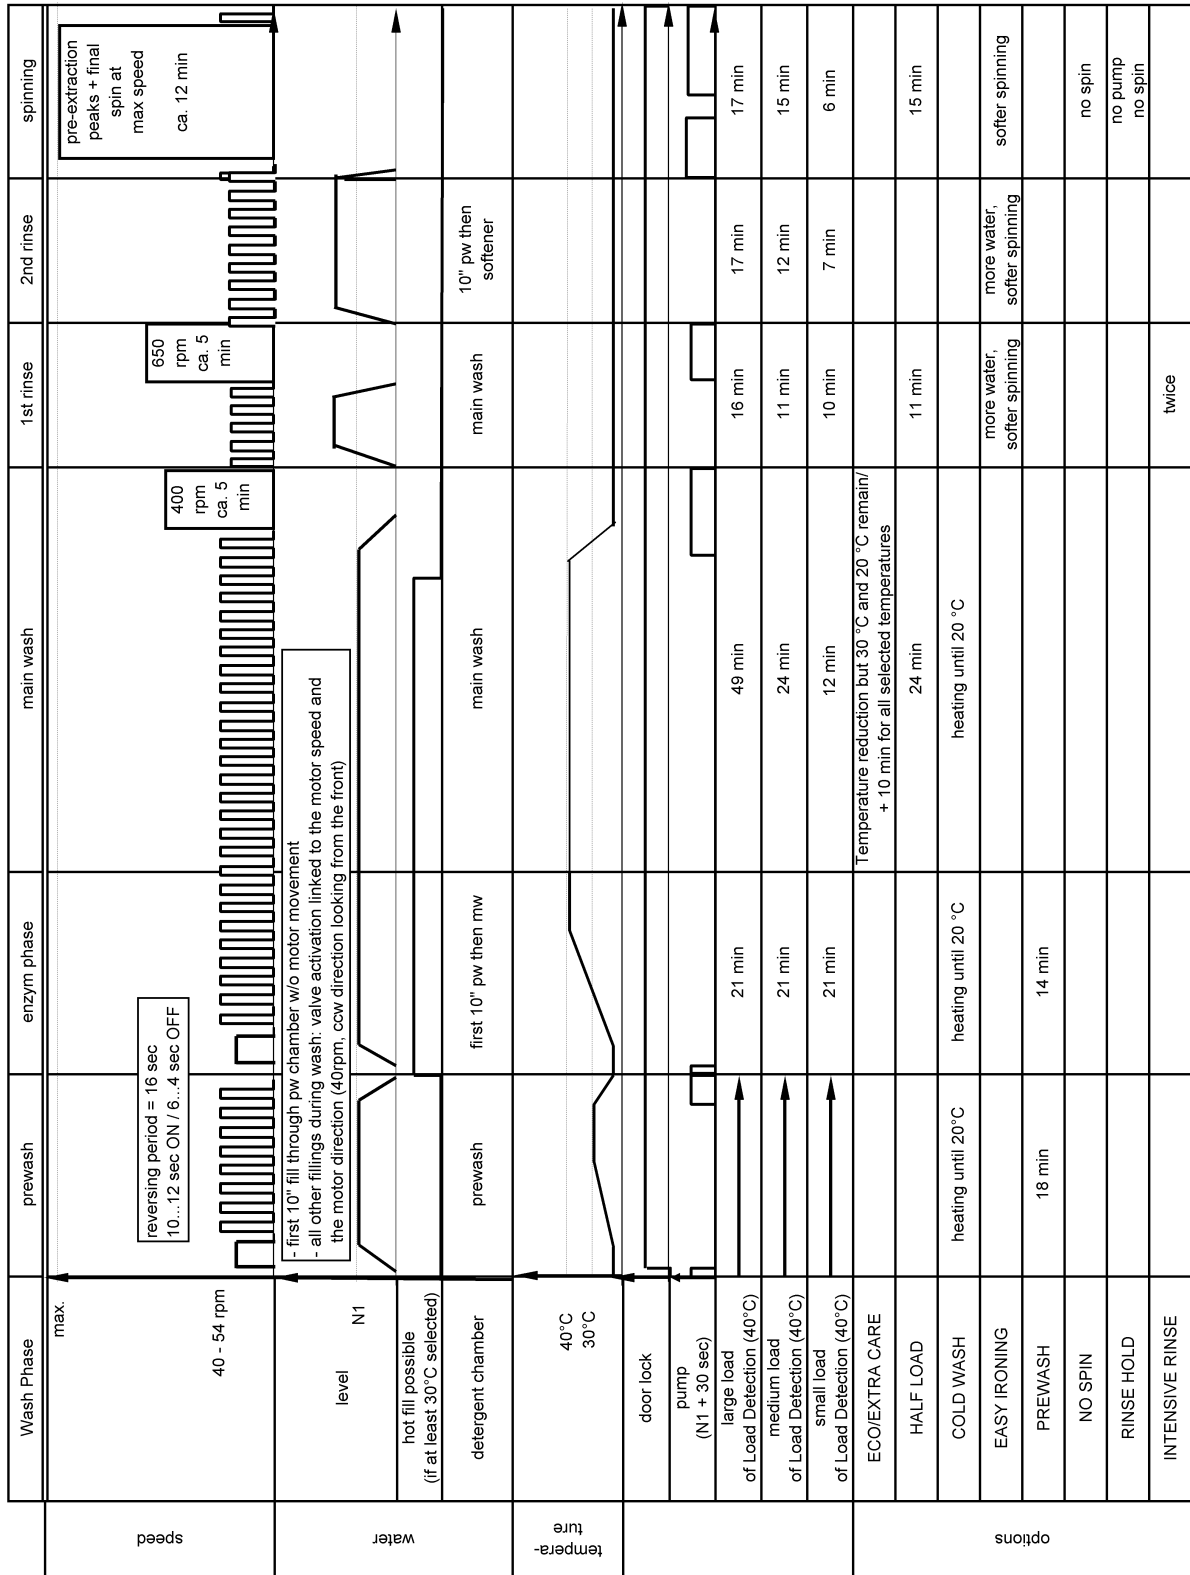 Wash Phase
prewash
enzym phase
main wash
1st rinse
2nd rinse
spinning
speed
max.
40 - 54 rpm
reversing period = 16 sec
10...12 sec ON / 6...4 sec OFF
400
rpm
ca. 5
min
650
rpm
ca. 5
min
pre-extraction
peaks + final
spin at
max speed
ca. 12 min
water
level
N1
- first 10" fill through pw chamber w/o motor movement
- all other fillings during wash: valve activation linked to the motor speed and
the motor direction (40rpm, ccw direction looking from the front)
hot fill possible
(if at least 30°C selected)
detergent chamber
prewash
first 10" pw then mw
main wash
main wash
10" pw then
softener
tempera-
ture
40°C
30°C
door lock
pump
(N1 + 30 sec)
large load
of Load Detection (40°C)
21 min
49 min
16 min
17 min
17 min
medium load
of Load Detection (40°C)
21 min
24 min
11 min
12 min
15 min
small load
of Load Detection (40°C)
21 min
12 min
10 min
7 min
6 min
options
ECO/EXTRA CARE
Temperature reduction but 30 °C and 20 °C remain/
+ 10 min for all selected temperatures
HALF LOAD
24 min
11 min
15 min
COLD WASH
heating until 20°C
heating until 20 °C
heating until 20 °C
EASY IRONING
more water,
softer spinning
more water,
softer spinning
softer spinning
PREWASH
18 min
14 min
NO SPIN
no spin
RINSE HOLD
no pump
no spin
INTENSIVE RINSE
twice